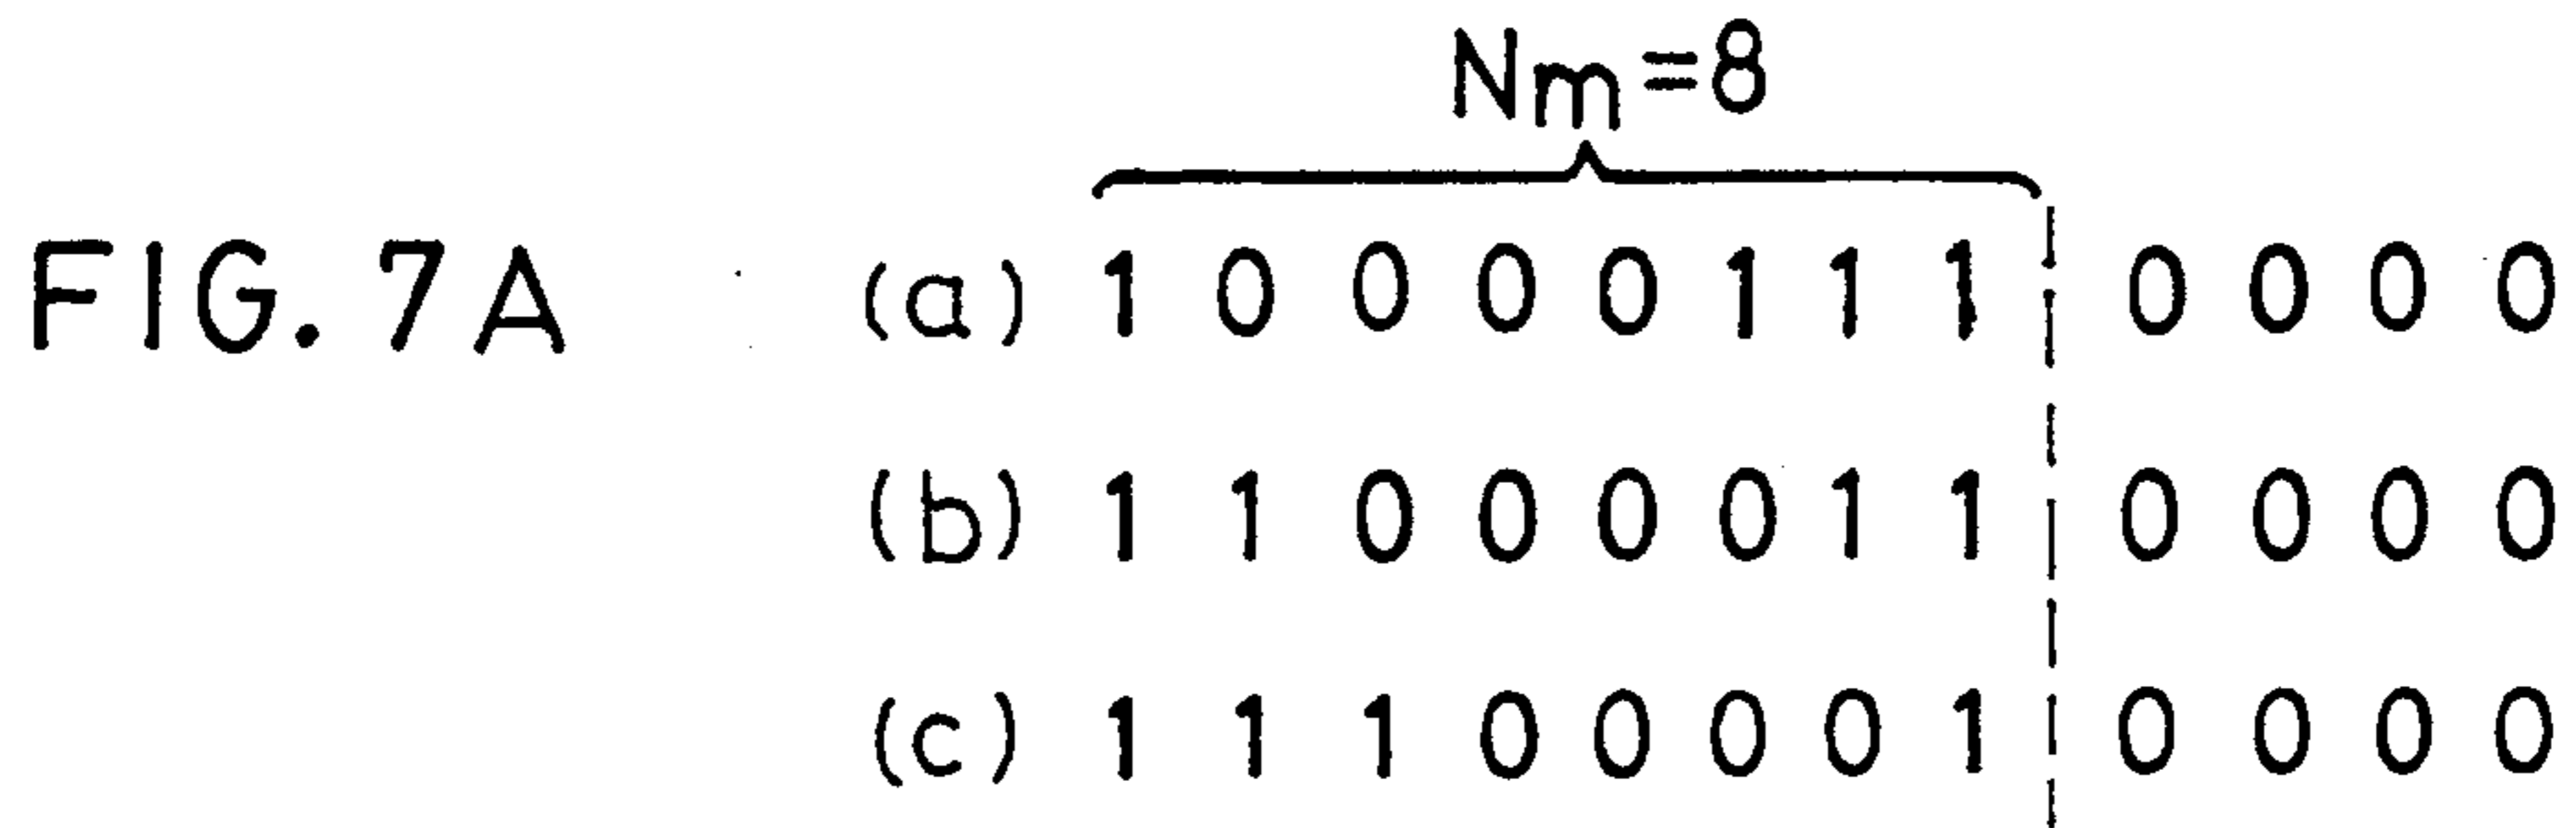 Nm=8
FIG. 7A (a) 1 0 0 0 0 1 1 1 0 0 0 0
(b) 1 1 0 0 0 0 1 1 0 0 0 0
(c) 1 1 1 0 0 0 0 1 0 0 0 0